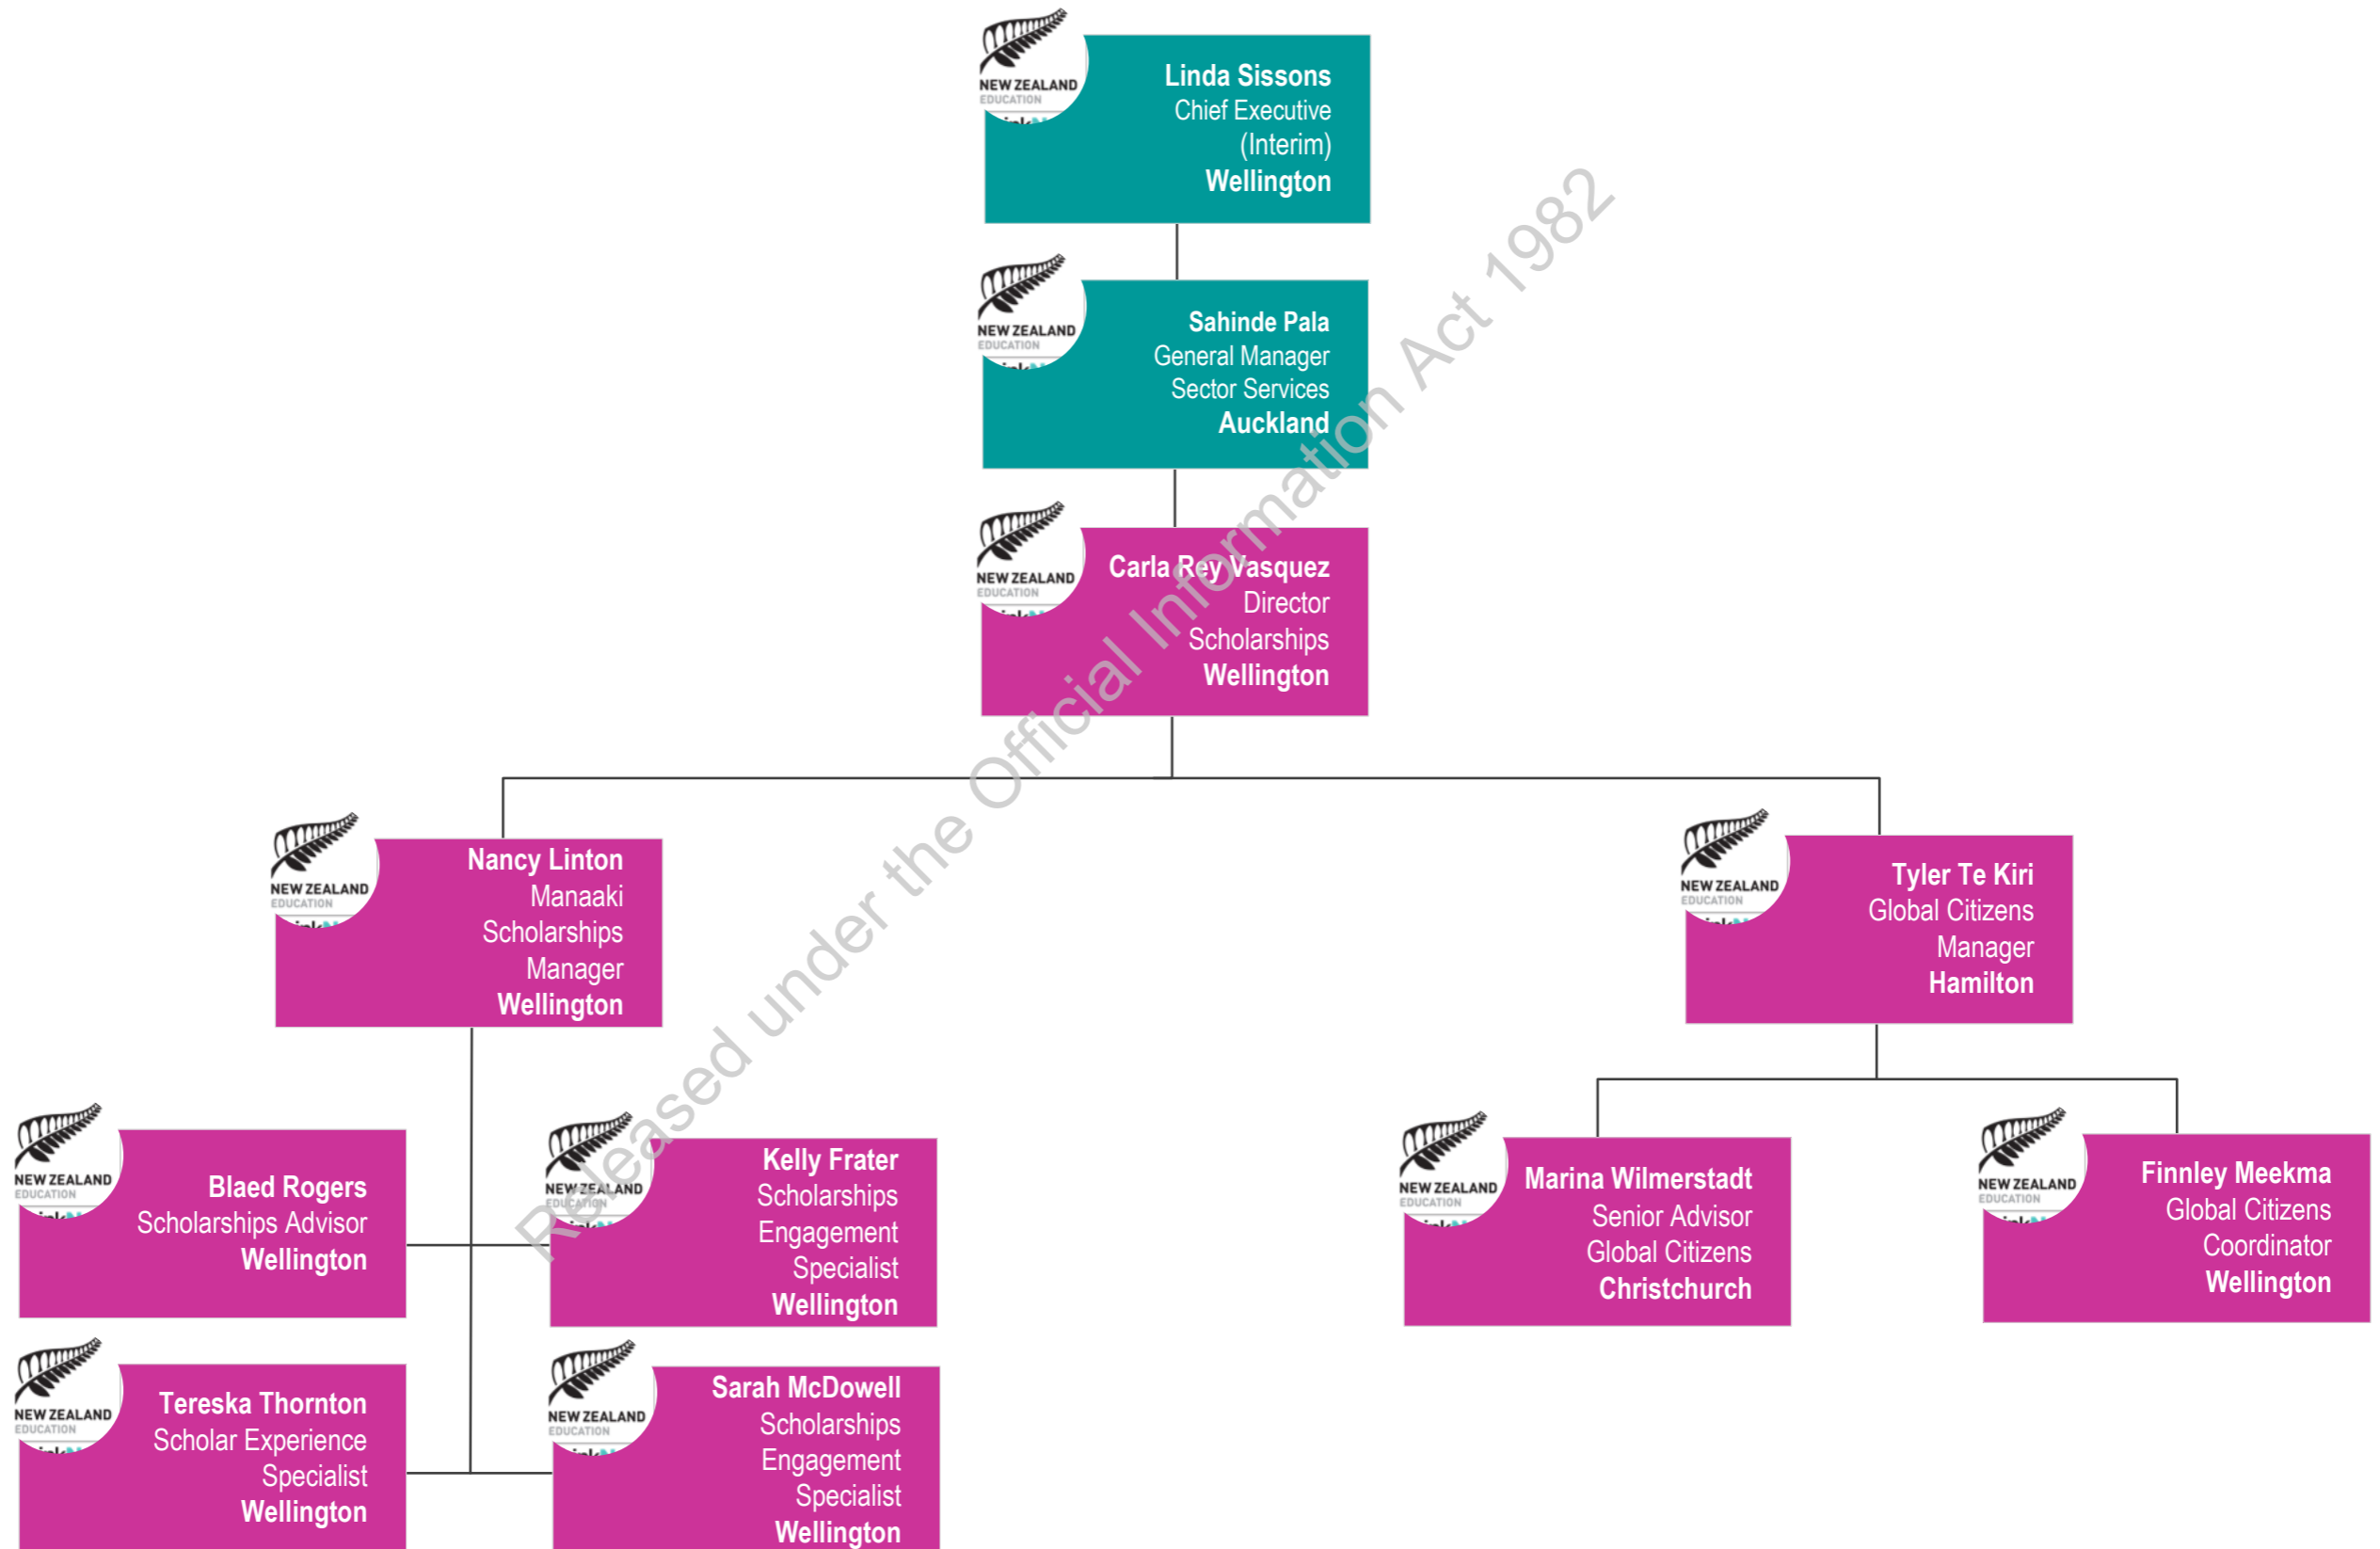 NEW ZEALAND
EDUCATION
Linda Sissons
Chief Executive
(Interim)
Wellington
NEW ZEALAND
EDUCATION
Sahinde Pala
General Manager
Sector Services
Auckland
NEW ZEALAND
EDUCATION
Carla Rey Vasquez
Director
Scholarships
Wellington
NEW ZEALAND
EDUCATION
Nancy Linton
Manaaki
Scholarships
Manager
Wellington
NEW ZEALAND
EDUCATION
Tyler Te Kiri
Global Citizens
Manager
Hamilton
NEW ZEALAND
EDUCATION
Blaed Rogers
Scholarships Advisor
Wellington
NEW ZEALAND
EDUCATION
Kelly Frater
Scholarships
Engagement
Specialist
Wellington
NEW ZEALAND
EDUCATION
Marina Wilmerstadt
Senior Advisor
Global Citizens
Christchurch
NEW ZEALAND
EDUCATION
Finnley Meekma
Global Citizens
Coordinator
Wellington
NEW ZEALAND
EDUCATION
Tereska Thornton
Scholar Experience
Specialist
Wellington
NEW ZEALAND
EDUCATION
Sarah McDowell
Scholarships
Engagement
Specialist
Wellington
Released under the Official Information Act 1982